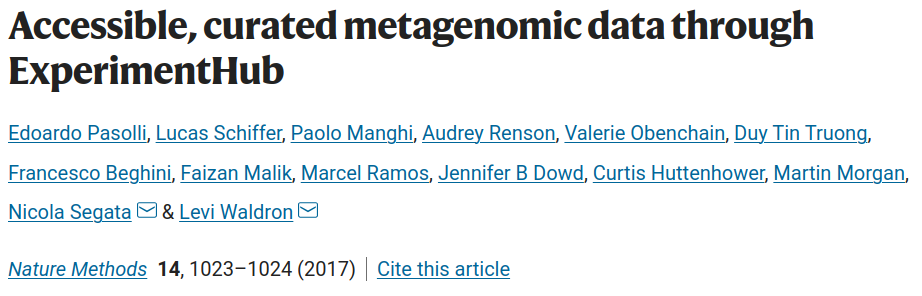 Accessible, curated metagenomic data through
ExperimentHub
Edoardo Pasolli, Lucas Schiffer, Paolo Manghi, Audrey Renson, Valerie Obenchain, Duy Tin Truong,
Francesco Beghini, Faizan Malik, Marcel Ramos, Jennifer B Dowd, Curtis Huttenhower, Martin Morgan,
Nicola Segata & Levi Waldron
Nature Methods 14, 1023–1024 (2017) | Cite this article